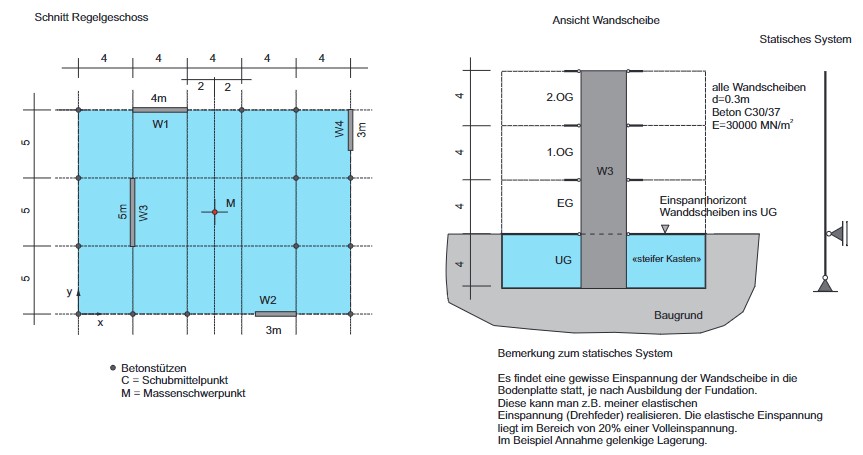 Schnitt Regelgeschoss
4 4 4 4 4
2 2
4m
W1
W4
3m
5
5
5
5m
W3
M
W2
3m
y
x
Betonstützen
C = Schubmittelpunkt
M = Massenschwerpunkt
Ansicht Wandscheibe
Statisches System
4
4
4
4
2.OG
1.OG
EG
UG
W3
alle Wandscheiben
d=0.3m
Beton C30/37
E=30000 MN/m²
Einspannhorizont
Wanddscheiben ins UG
«steifer Kasten»
Baugrund
Bemerkung zum statisches System
Es findet eine gewisse Einspannung der Wandscheibe in die
Bodenplatte statt, je nach Ausbildung der Fundation.
Diese kann man z.B. meiner elastischen
Einspannung (Drehfeder) realisieren. Die elastische Einspannung
liegt im Bereich von 20% einer Volleinspannung.
Im Beispiel Annahme gelenkige Lagerung.